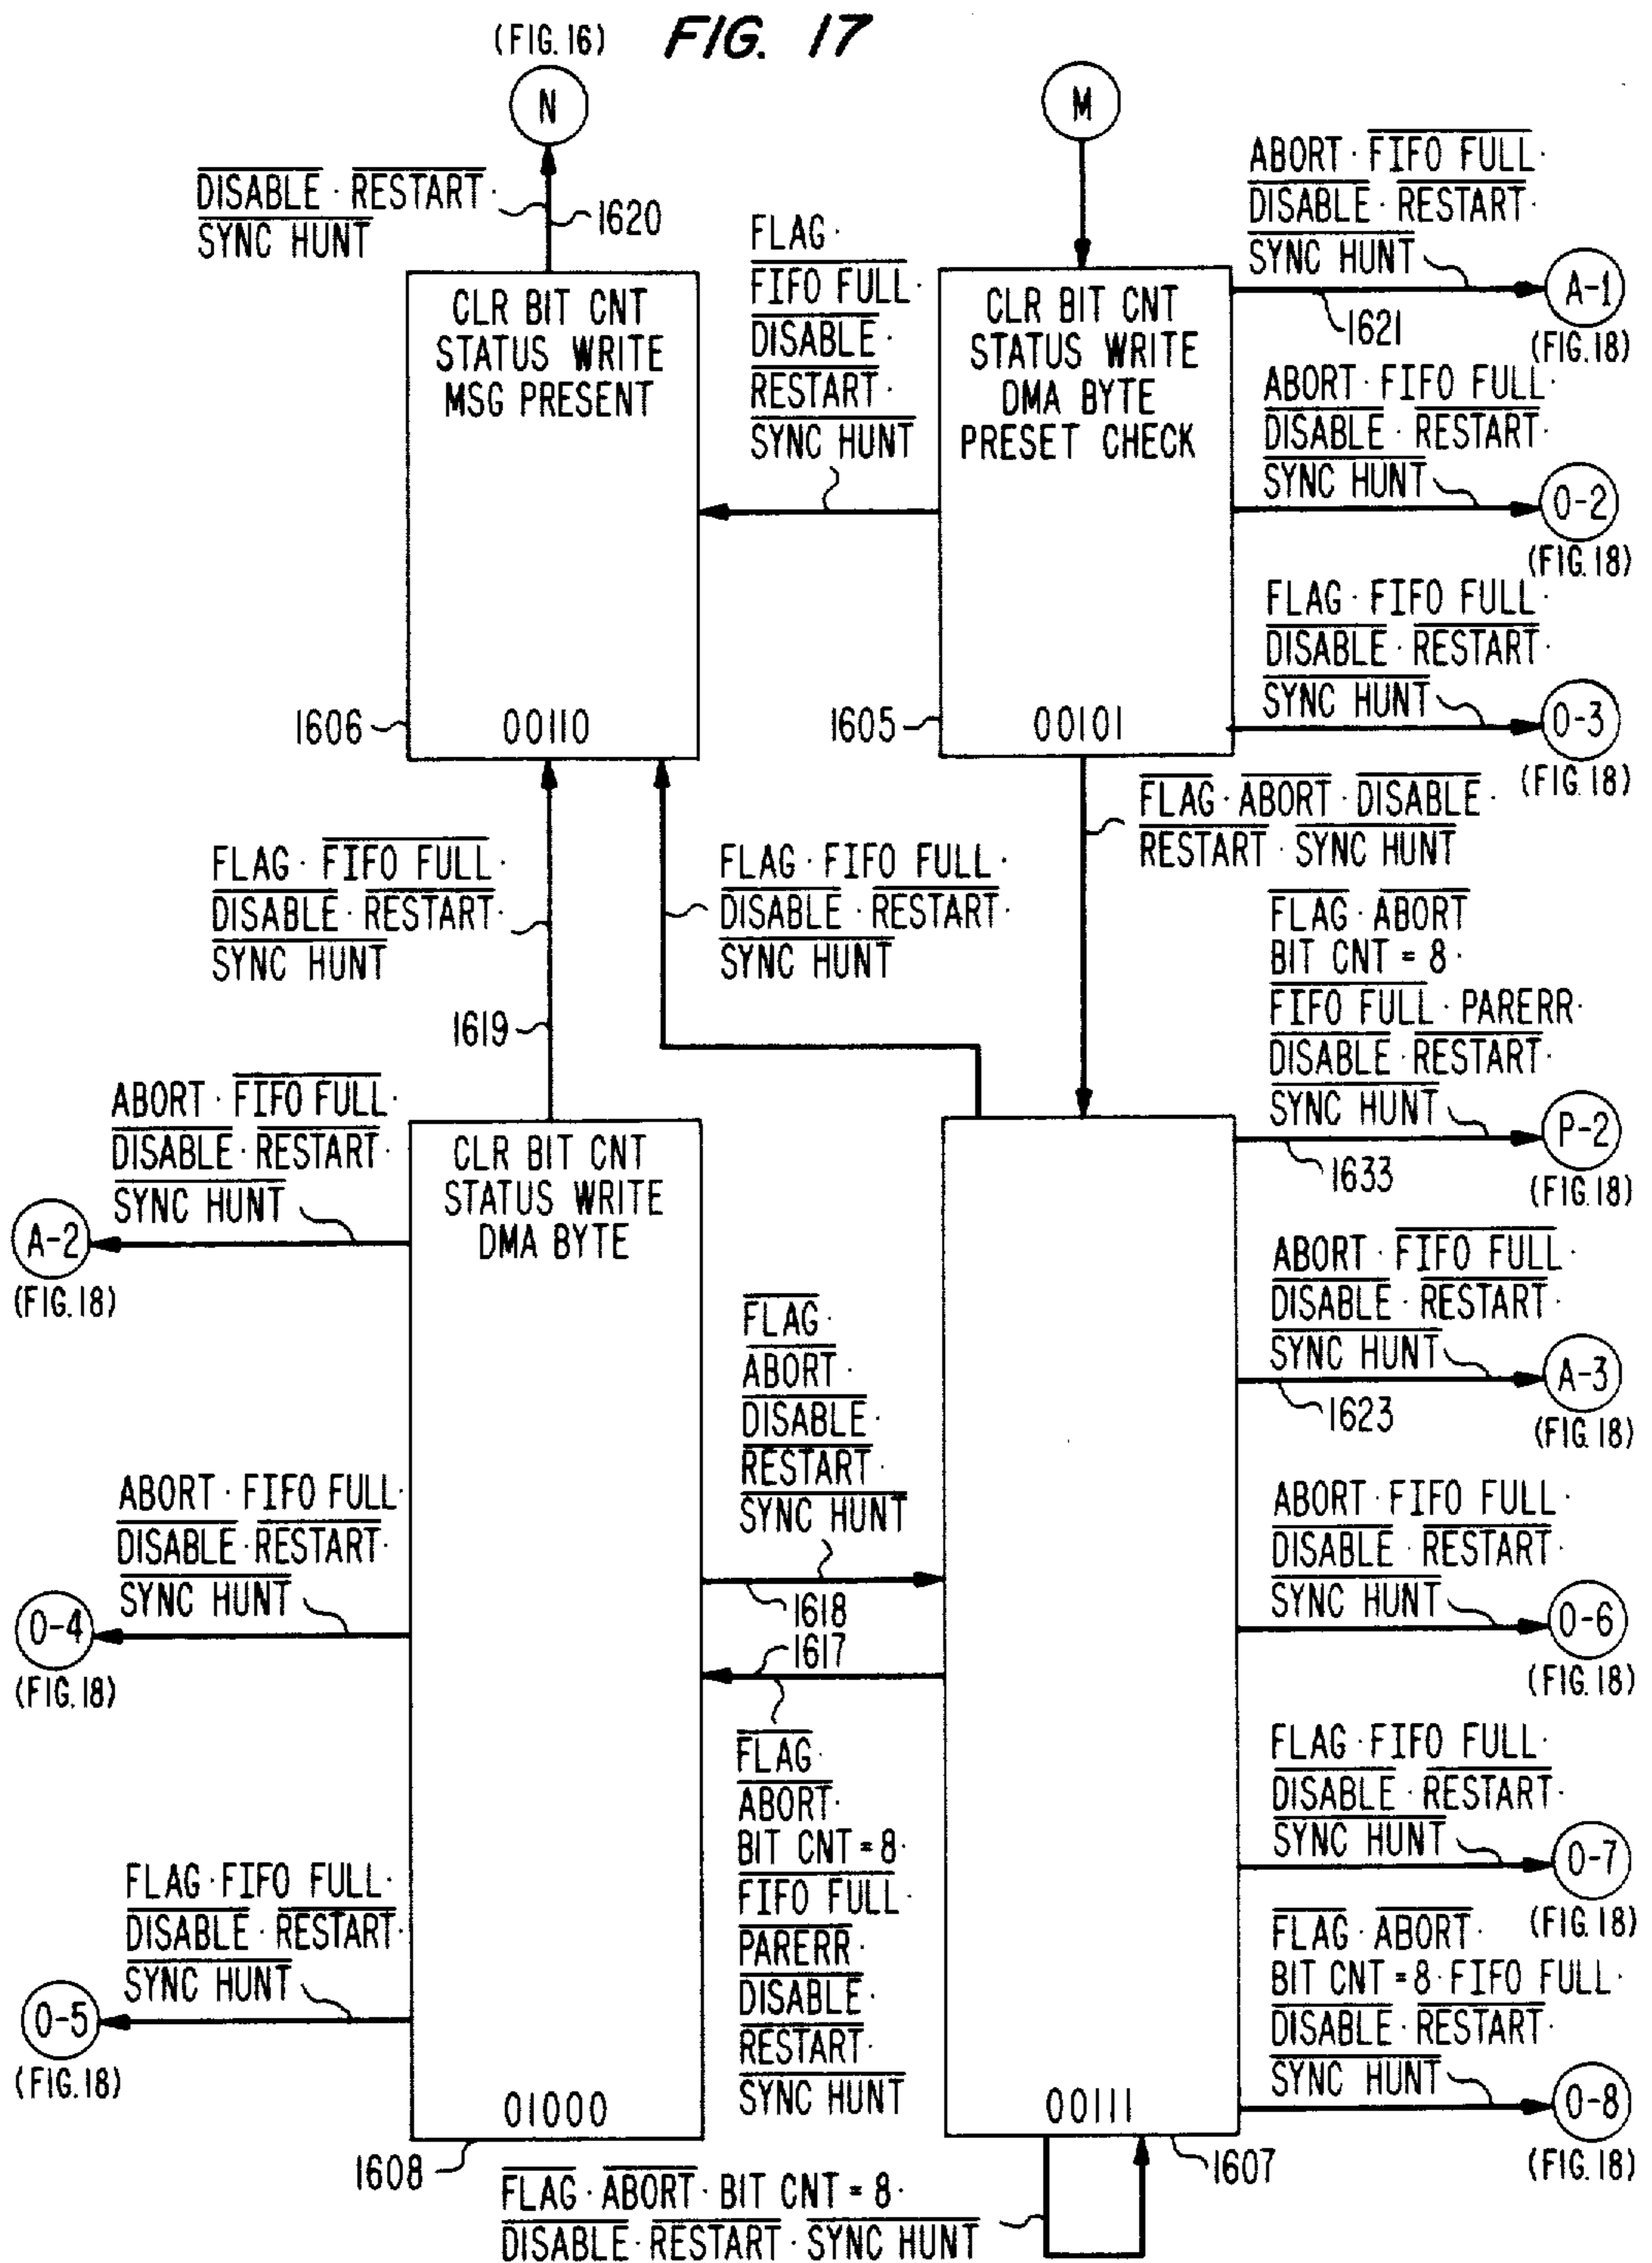 FIG. 17
(FIG. 16)
N
M
DISABLE · RESTART ·
SYNC HUNT
1620
FLAG ·
FIFO FULL ·
DISABLE ·
RESTART ·
SYNC HUNT
ABORT · FIFO FULL ·
DISABLE · RESTART ·
SYNC HUNT
1621
A-1
(FIG. 18)
CLR BIT CNT
STATUS WRITE
MSG PRESENT
00110
1606
CLR BIT CNT
STATUS WRITE
DMA BYTE
PRESET CHECK
00101
1605
ABORT · FIFO FULL ·
DISABLE · RESTART ·
SYNC HUNT
O-2
(FIG. 18)
FLAG · FIFO FULL ·
DISABLE · RESTART ·
SYNC HUNT
O-3
(FIG. 18)
FLAG · ABORT · DISABLE ·
RESTART · SYNC HUNT
FLAG · FIFO FULL ·
DISABLE · RESTART ·
SYNC HUNT
1619
FLAG · FIFO FULL ·
DISABLE · RESTART ·
SYNC HUNT
FLAG · ABORT
BIT CNT = 8 ·
FIFO FULL · PARERR ·
DISABLE · RESTART ·
SYNC HUNT
1633
P-2
(FIG. 18)
ABORT · FIFO FULL ·
DISABLE · RESTART ·
SYNC HUNT
A-2
(FIG. 18)
CLR BIT CNT
STATUS WRITE
DMA BYTE
01000
1608
ABORT · FIFO FULL ·
DISABLE · RESTART ·
SYNC HUNT
1623
A-3
(FIG. 18)
FLAG ·
ABORT ·
DISABLE ·
RESTART ·
SYNC HUNT
1618
1617
ABORT · FIFO FULL ·
DISABLE · RESTART ·
SYNC HUNT
O-4
(FIG. 18)
ABORT · FIFO FULL ·
DISABLE · RESTART ·
SYNC HUNT
O-6
(FIG. 18)
FLAG ·
ABORT ·
BIT CNT = 8 ·
FIFO FULL ·
PARERR ·
DISABLE ·
RESTART ·
SYNC HUNT
FLAG · FIFO FULL ·
DISABLE · RESTART ·
SYNC HUNT
O-7
(FIG. 18)
FLAG · FIFO FULL ·
DISABLE · RESTART ·
SYNC HUNT
O-5
(FIG. 18)
FLAG · ABORT ·
BIT CNT = 8 · FIFO FULL ·
DISABLE · RESTART ·
SYNC HUNT
O-8
(FIG. 18)
00111
1607
FLAG · ABORT · BIT CNT = 8 ·
DISABLE · RESTART · SYNC HUNT